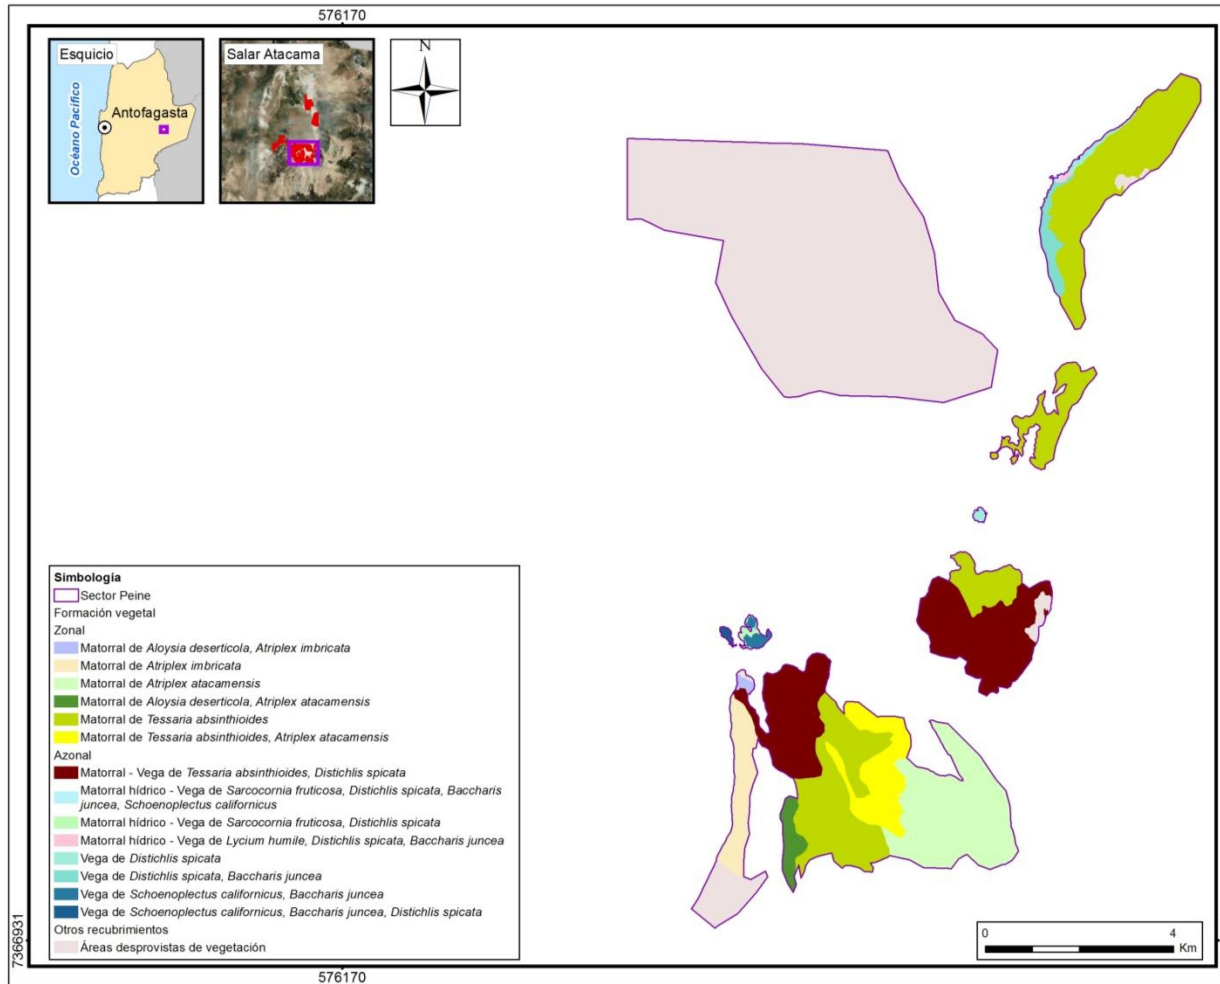 576170
Esquicio
Océano Pacífico
Antofagasta
Salar Atacama
N
Simbología
Sector Peine
Formación vegetal
Zonal
Matorral de Aloysia deserticola, Atriplex imbricata
Matorral de Atriplex imbricata
Matorral de Atriplex atacamensis
Matorral de Aloysia deserticola, Atriplex atacamensis
Matorral de Tessaria absinthioides
Matorral de Tessaria absinthioides, Atriplex atacamensis
Azonal
Matorral - Vega de Tessaria absinthioides, Distichlis spicata
Matorral hídrico - Vega de Sarcocornia fruticosa, Distichlis spicata, Baccharis
juncea, Schoenoplectus californicus
Matorral hídrico - Vega de Sarcocornia fruticosa, Distichlis spicata
Matorral hídrico - Vega de Lycium humile, Distichlis spicata, Baccharis juncea
Vega de Distichlis spicata
Vega de Distichlis spicata, Baccharis juncea
Vega de Schoenoplectus californicus, Baccharis juncea
Vega de Schoenoplectus californicus, Baccharis juncea, Distichlis spicata
Otros recubrimientos
Áreas desprovistas de vegetación
7366931
0 4
Km
576170